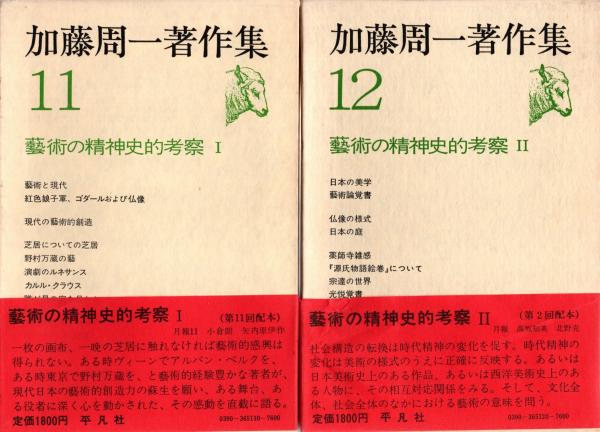 加藤周一著作集
11
藝術の精神史的考察 I
藝術と現代
紅色娘子軍、ゴダールおよび仏像
現代の藝術的創造
芝居についての芝居
野村万蔵の藝
演劇のルネサンス
カルル・クラウス
藝術の精神史的考察 I (第11回配本)
月報11 小倉朗 矢内原伊作
一枚の画布、一晩の芝居に触れなければ藝術的感興は
得られない。ある時ヴィーンでアルバン・ベルクを、あ
る時東京で野村万蔵を、と藝術的経験豊かな著者が、
現代日本の藝術的創造力の蘇生を願い、ある舞台、あ
る役者に深く心を動かされた、その感動を直截に語る。
定価1800円 平凡社
0390-365110-7600
加藤周一著作集
12
藝術の精神史的考察 II
日本の美学
藝術論覚書
仏像の様式
日本の庭
薬師寺雑感
『源氏物語絵巻』について
宗達の世界
光悦覚書
藝術の精神史的考察 II (第2回配本)
月報 北野克
社会構造の転換は時代精神の変化を促す。時代精神の
変化は美術の様式のうえに正確に反映する。あるいは
日本美術史上のある作品、あるいは西洋美術史上のあ
る人物に、その相互対応関係をみる。そして、文化全
体、社会全体のなかにおける藝術の意味を問う。
定価1800円 平凡社
0390-365120-7600